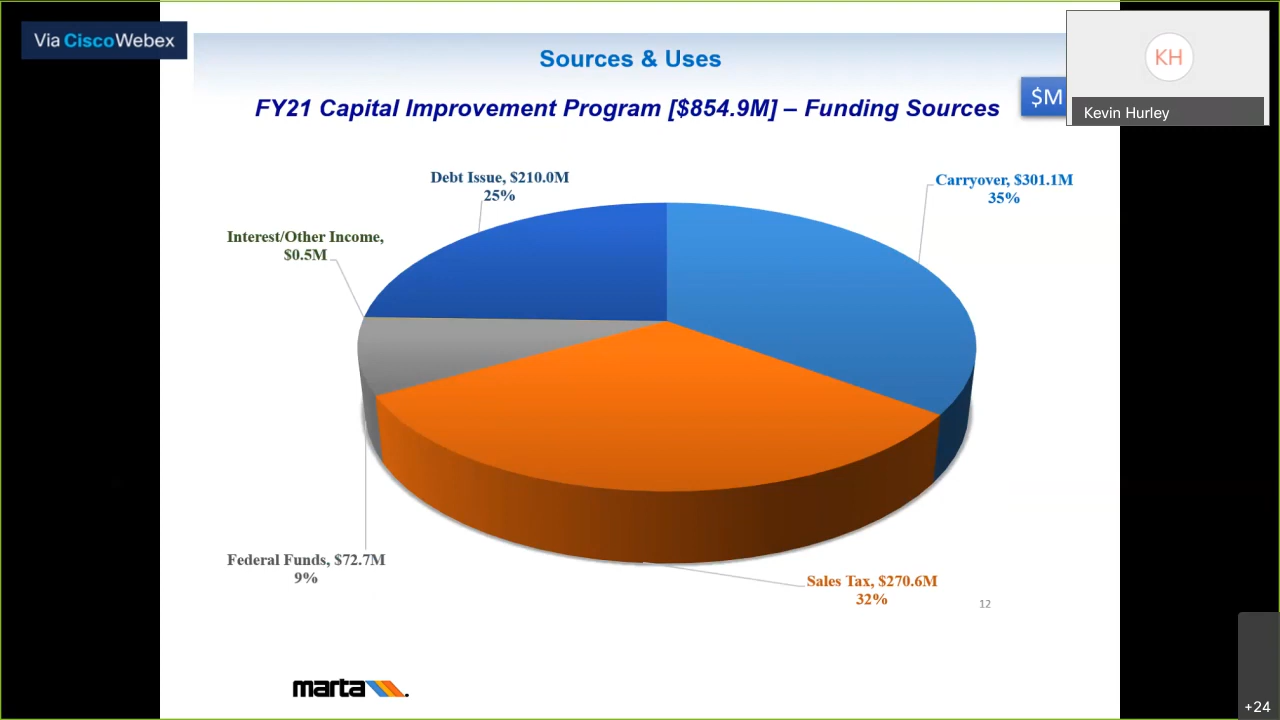 Via Cisco Webex
Sources & Uses
FY21 Capital Improvement Program [$854.9M] – Funding Sources
$M
KH
Kevin Hurley
Debt Issue, $210.0M
25%
Carryover, $301.1M
35%
Interest/Other Income,
$0.5M
Federal Funds, $72.7M
9%
Sales Tax, $270.6M
32%
12
marta
+24